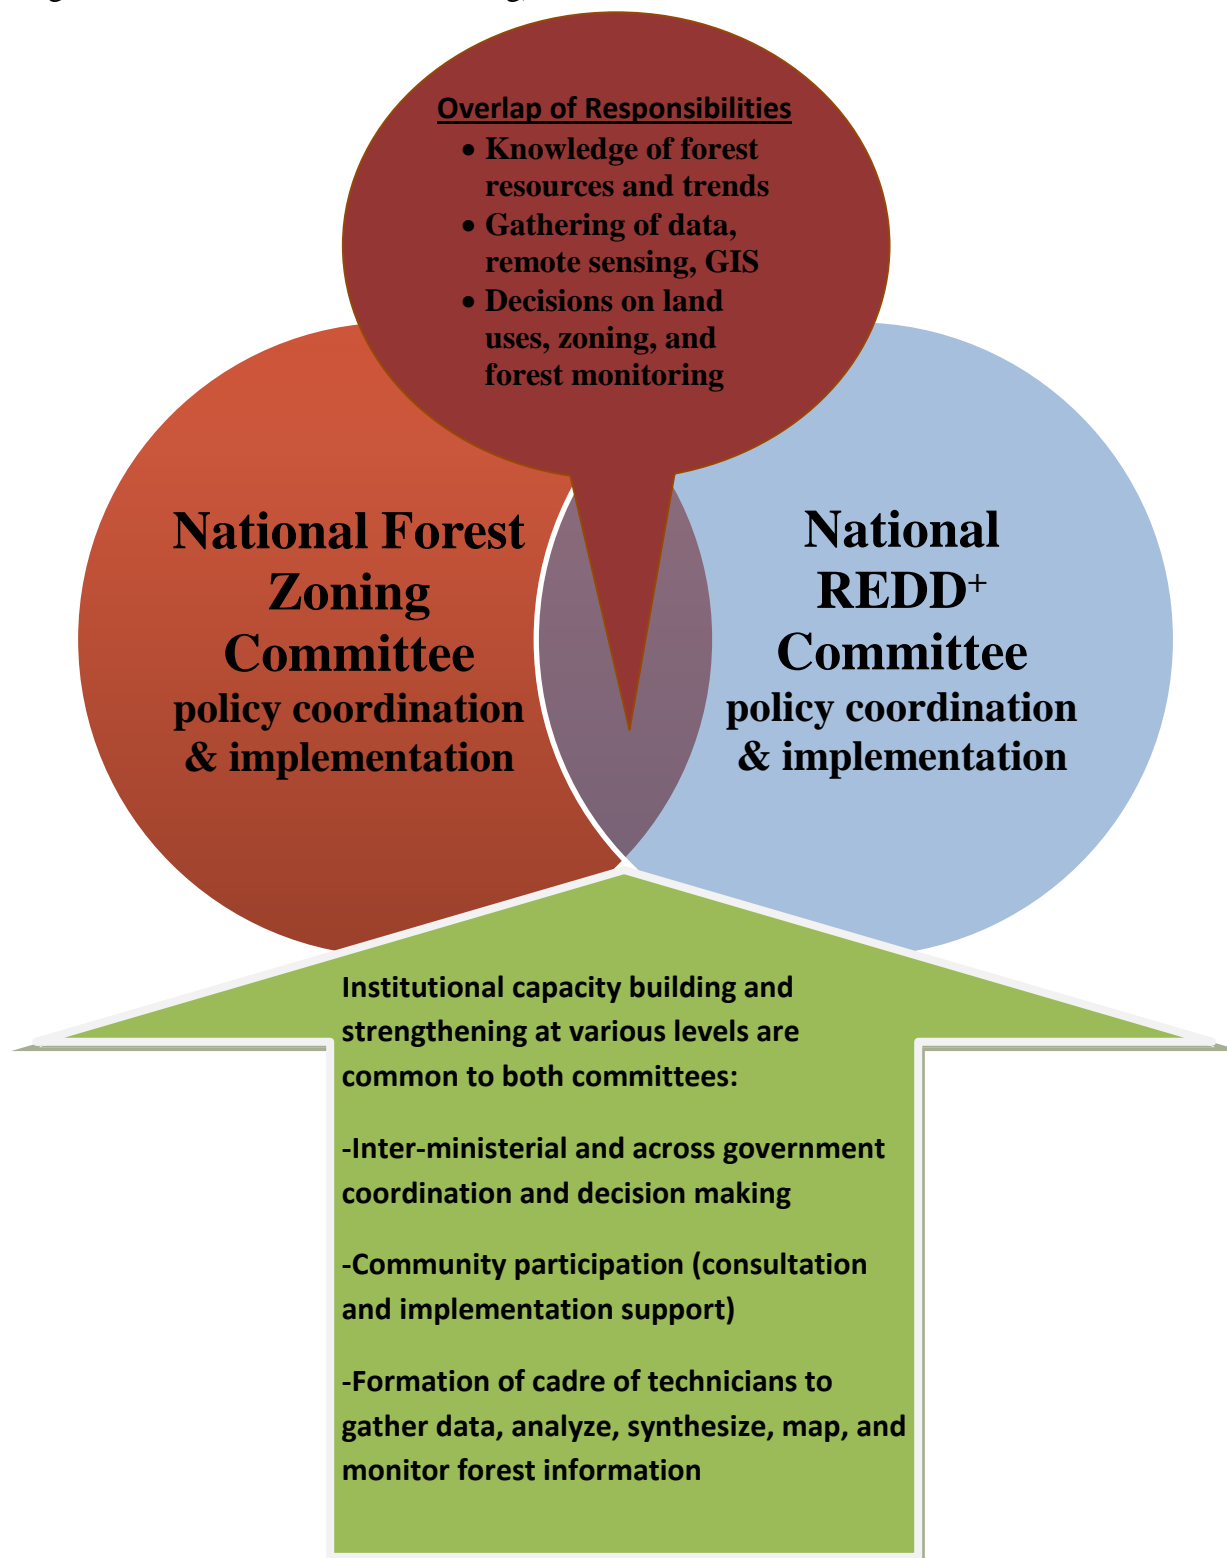 Overlap of Responsibilities
• Knowledge of forest
resources and trends
• Gathering of data,
remote sensing, GIS
• Decisions on land
uses, zoning, and
forest monitoring
National Forest
Zoning
Committee
policy coordination
& implementation
National
REDD+
Committee
policy coordination
& implementation
Institutional capacity building and
strengthening at various levels are
common to both committees:
-Inter-ministerial and across government
coordination and decision making
-Community participation (consultation
and implementation support)
-Formation of cadre of technicians to
gather data, analyze, synthesize, map, and
monitor forest information